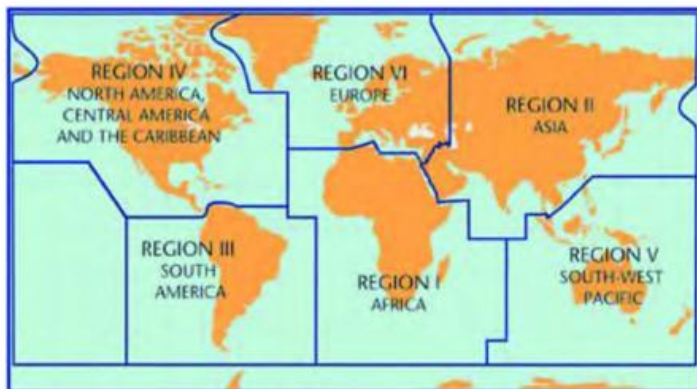 REGION IV
NORTH AMERICA,
CENTRAL AMERICA
AND THE CARIBBEAN
REGION VI
EUROPE
REGION II
ASIA
REGION III
SOUTH
AMERICA
REGION I
AFRICA
REGION V
SOUTH-WEST
PACIFIC